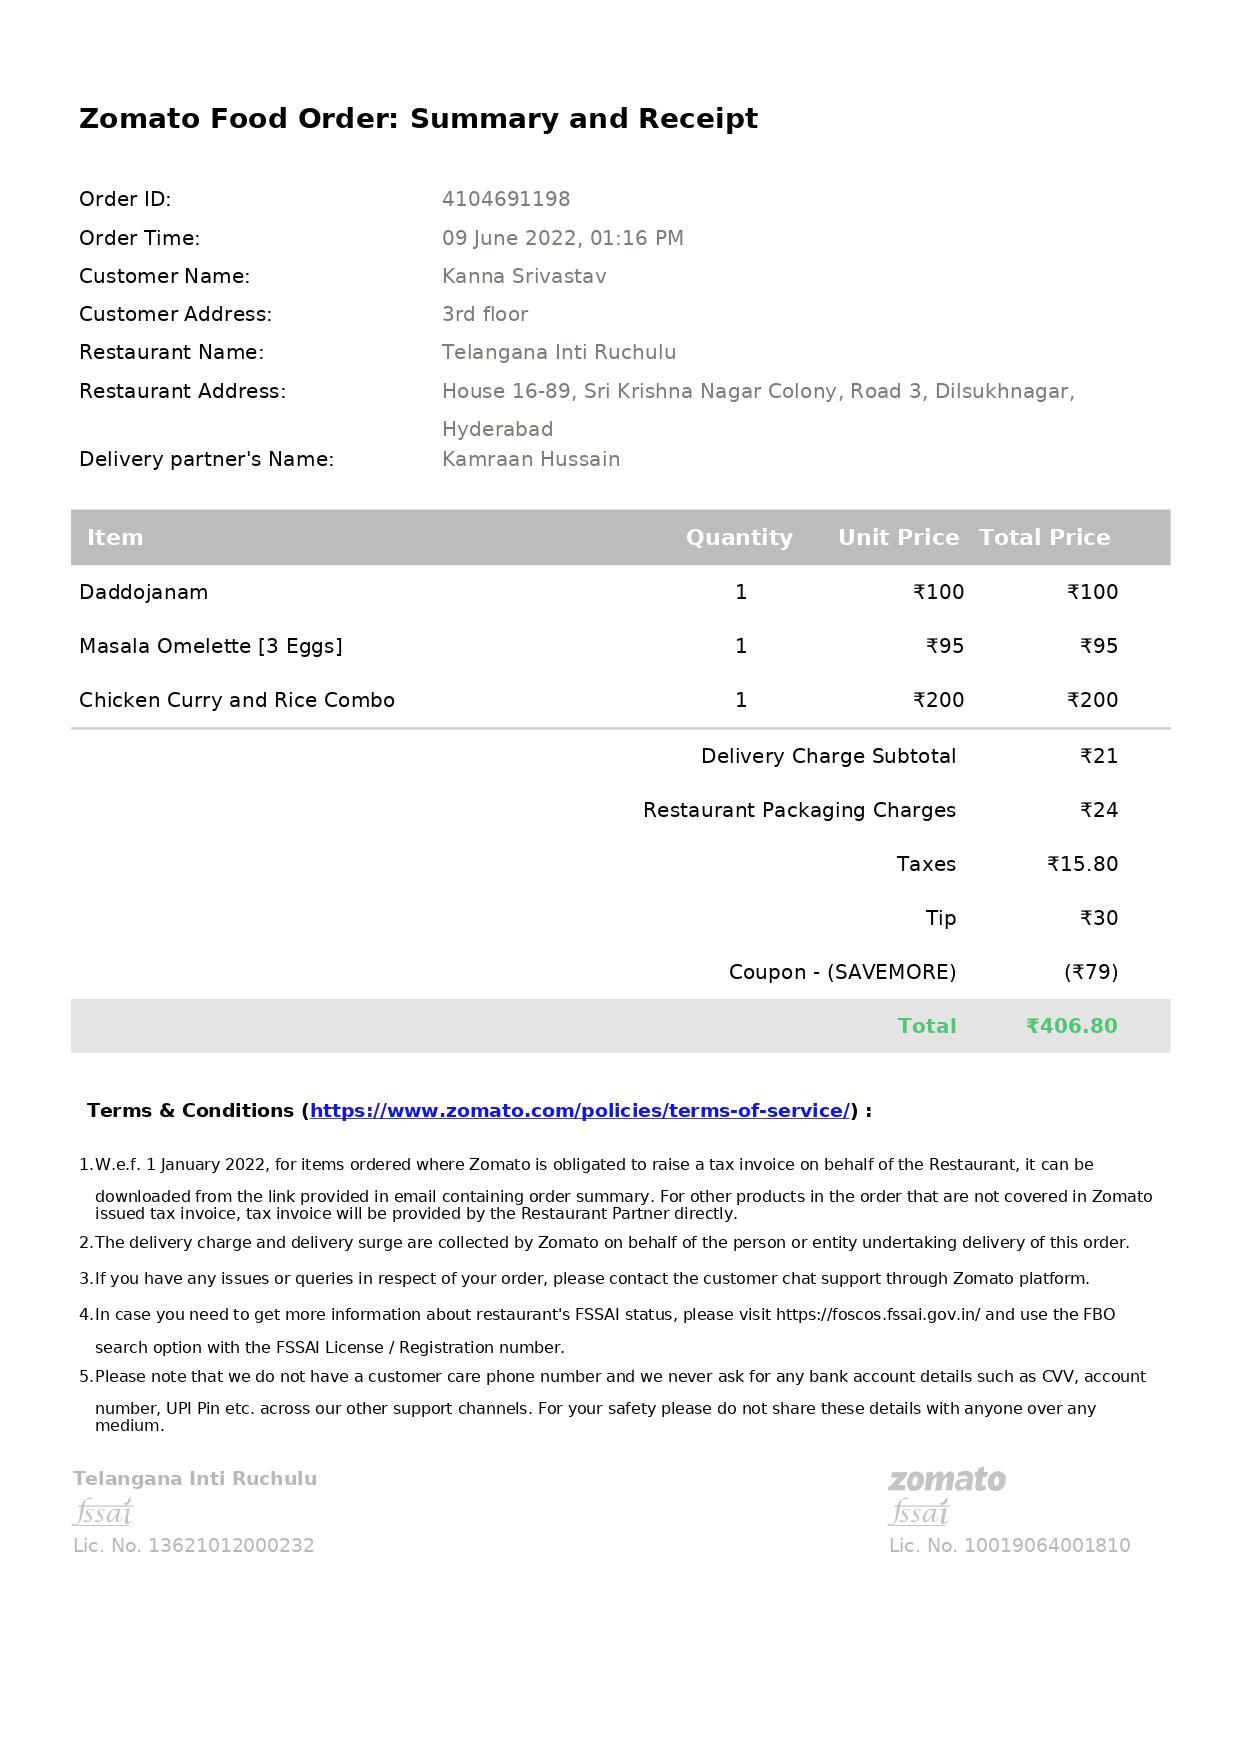 Zomato Food Order: Summary and Receipt
Order ID: 4104691198
Order Time: 09 June 2022, 01:16 PM
Customer Name: Kanna Srivastav
Customer Address: 3rd floor
Restaurant Name: Telangana Inti Ruchulu
Restaurant Address: House 16-89, Sri Krishna Nagar Colony, Road 3, Dilsukhnagar,
Hyderabad
Delivery partner's Name: Kamraan Hussain
Item Quantity Unit Price Total Price
Daddojanam 1 ₹100 ₹100
Masala Omelette [3 Eggs] 1 ₹95 ₹95
Chicken Curry and Rice Combo 1 ₹200 ₹200
Delivery Charge Subtotal ₹21
Restaurant Packaging Charges ₹24
Taxes ₹15.80
Tip ₹30
Coupon - (SAVEMORE) (₹79)
Total ₹406.80
Terms & Conditions (https://www.zomato.com/policies/terms-of-service/) :
1.W.e.f. 1 January 2022, for items ordered where Zomato is obligated to raise a tax invoice on behalf of the Restaurant, it can be
downloaded from the link provided in email containing order summary. For other products in the order that are not covered in Zomato
issued tax invoice, tax invoice will be provided by the Restaurant Partner directly.
2.The delivery charge and delivery surge are collected by Zomato on behalf of the person or entity undertaking delivery of this order.
3.If you have any issues or queries in respect of your order, please contact the customer chat support through Zomato platform.
4.In case you need to get more information about restaurant's FSSAI status, please visit https://foscos.fssai.gov.in/ and use the FBO
search option with the FSSAI License / Registration number.
5.Please note that we do not have a customer care phone number and we never ask for any bank account details such as CVV, account
number, UPI Pin etc. across our other support channels. For your safety please do not share these details with anyone over any
medium.
Telangana Inti Ruchulu zomato
fssai fssai
Lic. No. 13621012000232 Lic. No. 10019064001810